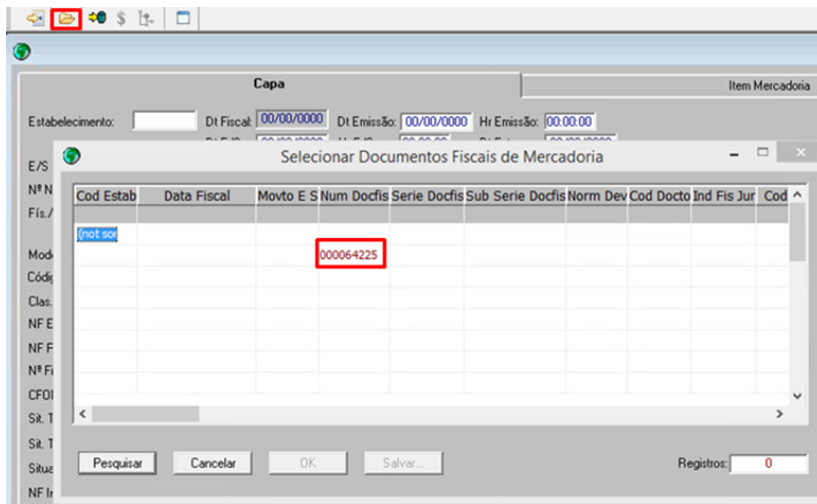 $
Capa
Item Mercadoria
Estabelecimento:
Dt Fiscal: 00/00/0000
Dt Emissão: 00/00/0000
Hr Emissão: 00:00:00
E/S
Selecionar Documentos Fiscais de Mercadoria
Nº N
Cod Estab Data Fiscal Movto E S Num Docfis Serie Docfis Sub Serie Docfis Norm Dev Cod Docto Ind Fis Jur Cod
Fís./
(not sor
Mod
000064225
Códig
Clas.
NF E
NF F
Nº Fi
CFOI
Sit. T
Sit. T
Situa
Pesquisar Cancelar OK Salvar... Registros: 0
NF Ir